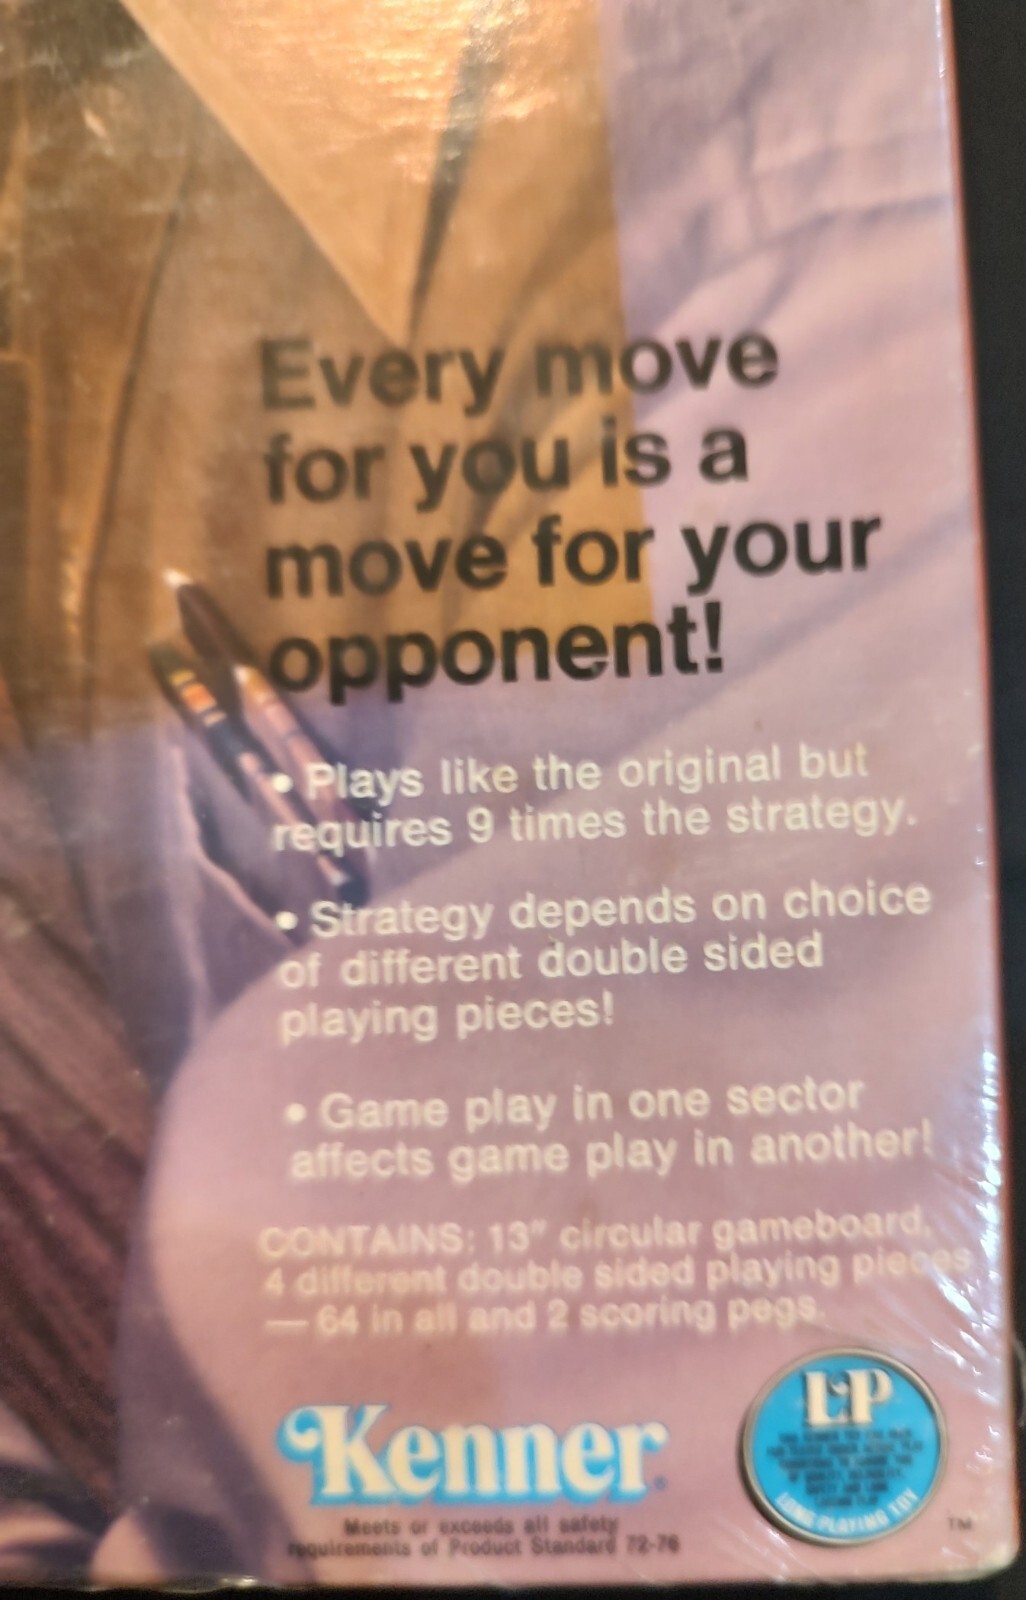 Every move
for you is a
move for your
opponent!
• Plays like the original but
requires 9 times the strategy.
• Strategy depends on choice
of different double sided
playing pieces!
• Game play in one sector
affects game play in another!
CONTAINS: 13" circular gameboard,
4 different double sided playing pieces
— 64 in all and 2 scoring pegs.
Kenner
Meets or exceeds all safety
requirements of Product Standard 72-76
LP
LONG PLAYING TOY
TM